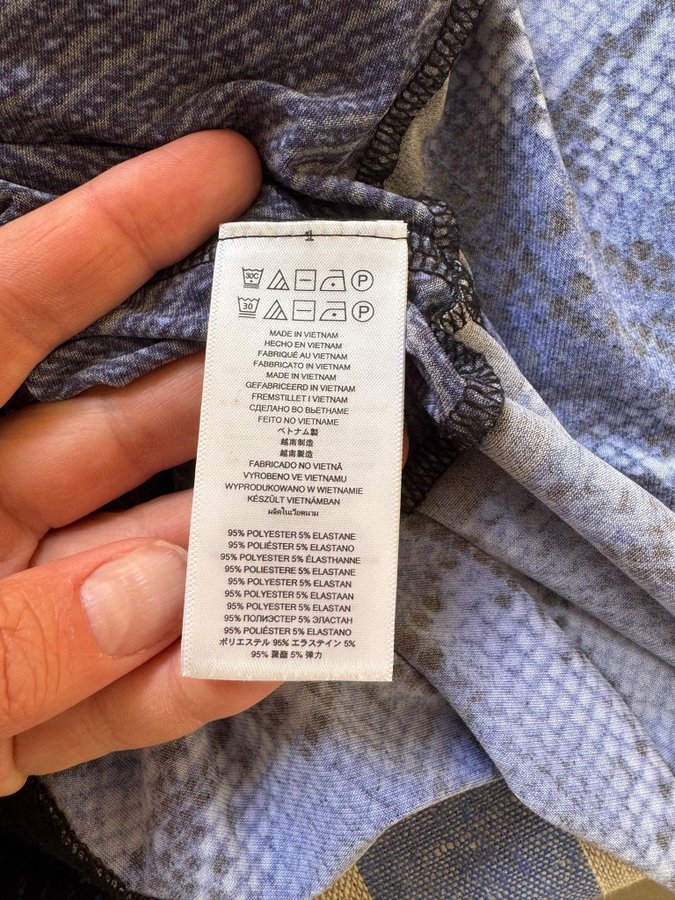 1
30C P
30 P
MADE IN VIETNAM
HECHO EN VIETNAM
FABRIQUÉ AU VIETNAM
FABBRICATO IN VIETNAM
MADE IN VIETNAM
GEFABRICEERD IN VIETNAM
FREMSTILLET I VIETNAM
СДЕЛАНО ВО ВЬЕТНАМЕ
FEITO NO VIETNAME
ベトナム製
越南制造
越南製造
FABRICADO NO VIETNÃ
VYROBENO VE VIETNAMU
WYPRODUKOWANO W WIETNAMIE
KÉSZÜLT VIETNÁMBAN
ผลิตในเวียดนาม
95% POLYESTER 5% ELASTANE
95% POLIÉSTER 5% ELASTANO
95% POLYESTER 5% ÉLASTHANNE
95% POLIESTERE 5% ELASTANE
95% POLYESTER 5% ELASTAN
95% POLYESTER 5% ELASTAAN
95% POLYESTER 5% ELASTAN
95% ПОЛИЭСТЕР 5% ЭЛАСТАН
95% POLIÉSTER 5% ELASTANO
ポリエステル 95% エラステイン 5%
95% 聚酯 5% 弹力